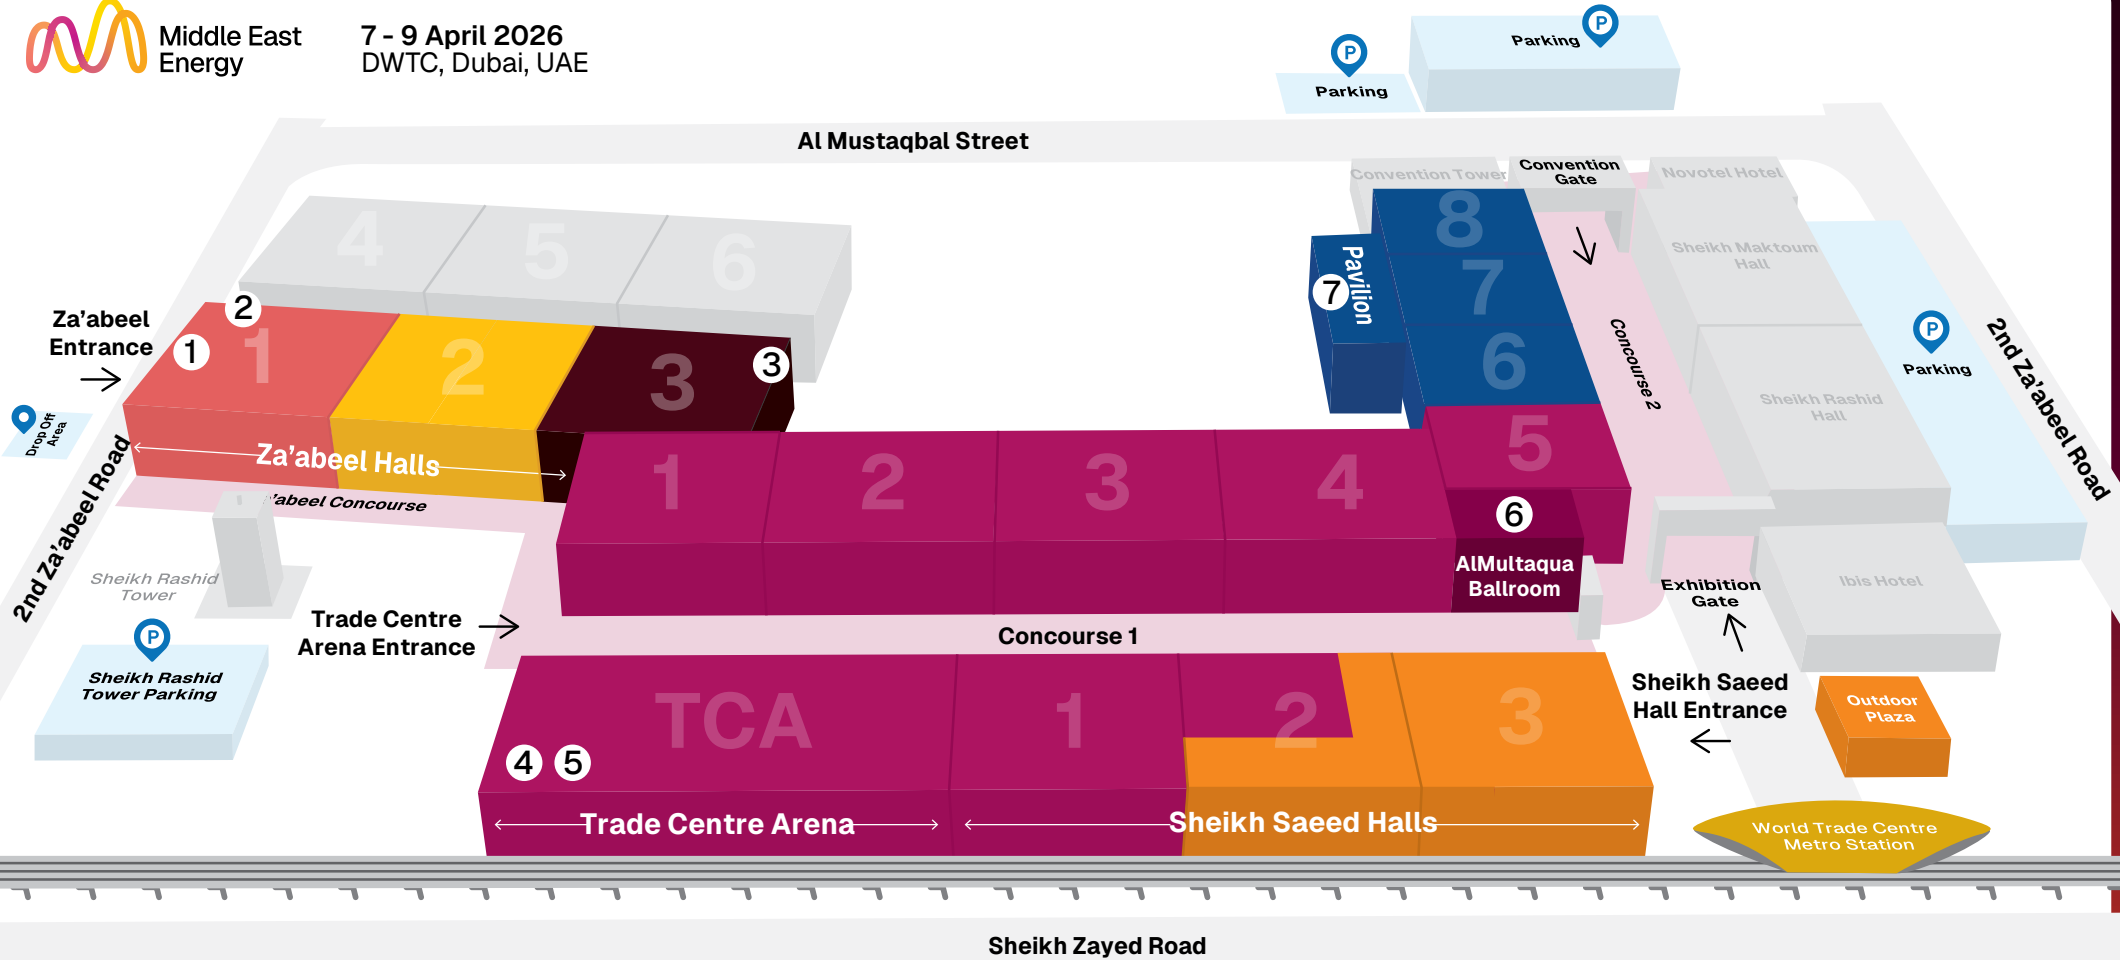 Middle East
Energy
7 - 9 April 2026
DWTC, Dubai, UAE
P
Parking
P
Parking
Al Mustaqbal Street
Convention Tower
Convention
Gate
Novotel Hotel
4
5
6
8
Sheikh Maktoum
Hall
Pavilion
7
7
Za'abeel
Entrance
2
1
1
2
3
3
6
Concourse 2
P
Parking
2nd Za'abeel Road
Sheikh Rashid
Hall
Drop Off
Area
Za'abeel Halls
'abeel Concourse
2nd Za'abeel Road
1
2
3
4
5
6
AlMultaqua
Ballroom
Sheikh Rashid
Tower
Exhibition
Gate
Ibis Hotel
Trade Centre
Arena Entrance
Concourse 1
P
Sheikh Rashid
Tower Parking
TCA
1
2
3
4
5
Sheikh Saeed
Hall Entrance
Outdoor
Plaza
Trade Centre Arena
Sheikh Saeed Halls
World Trade Centre
Metro Station
Sheikh Zayed Road